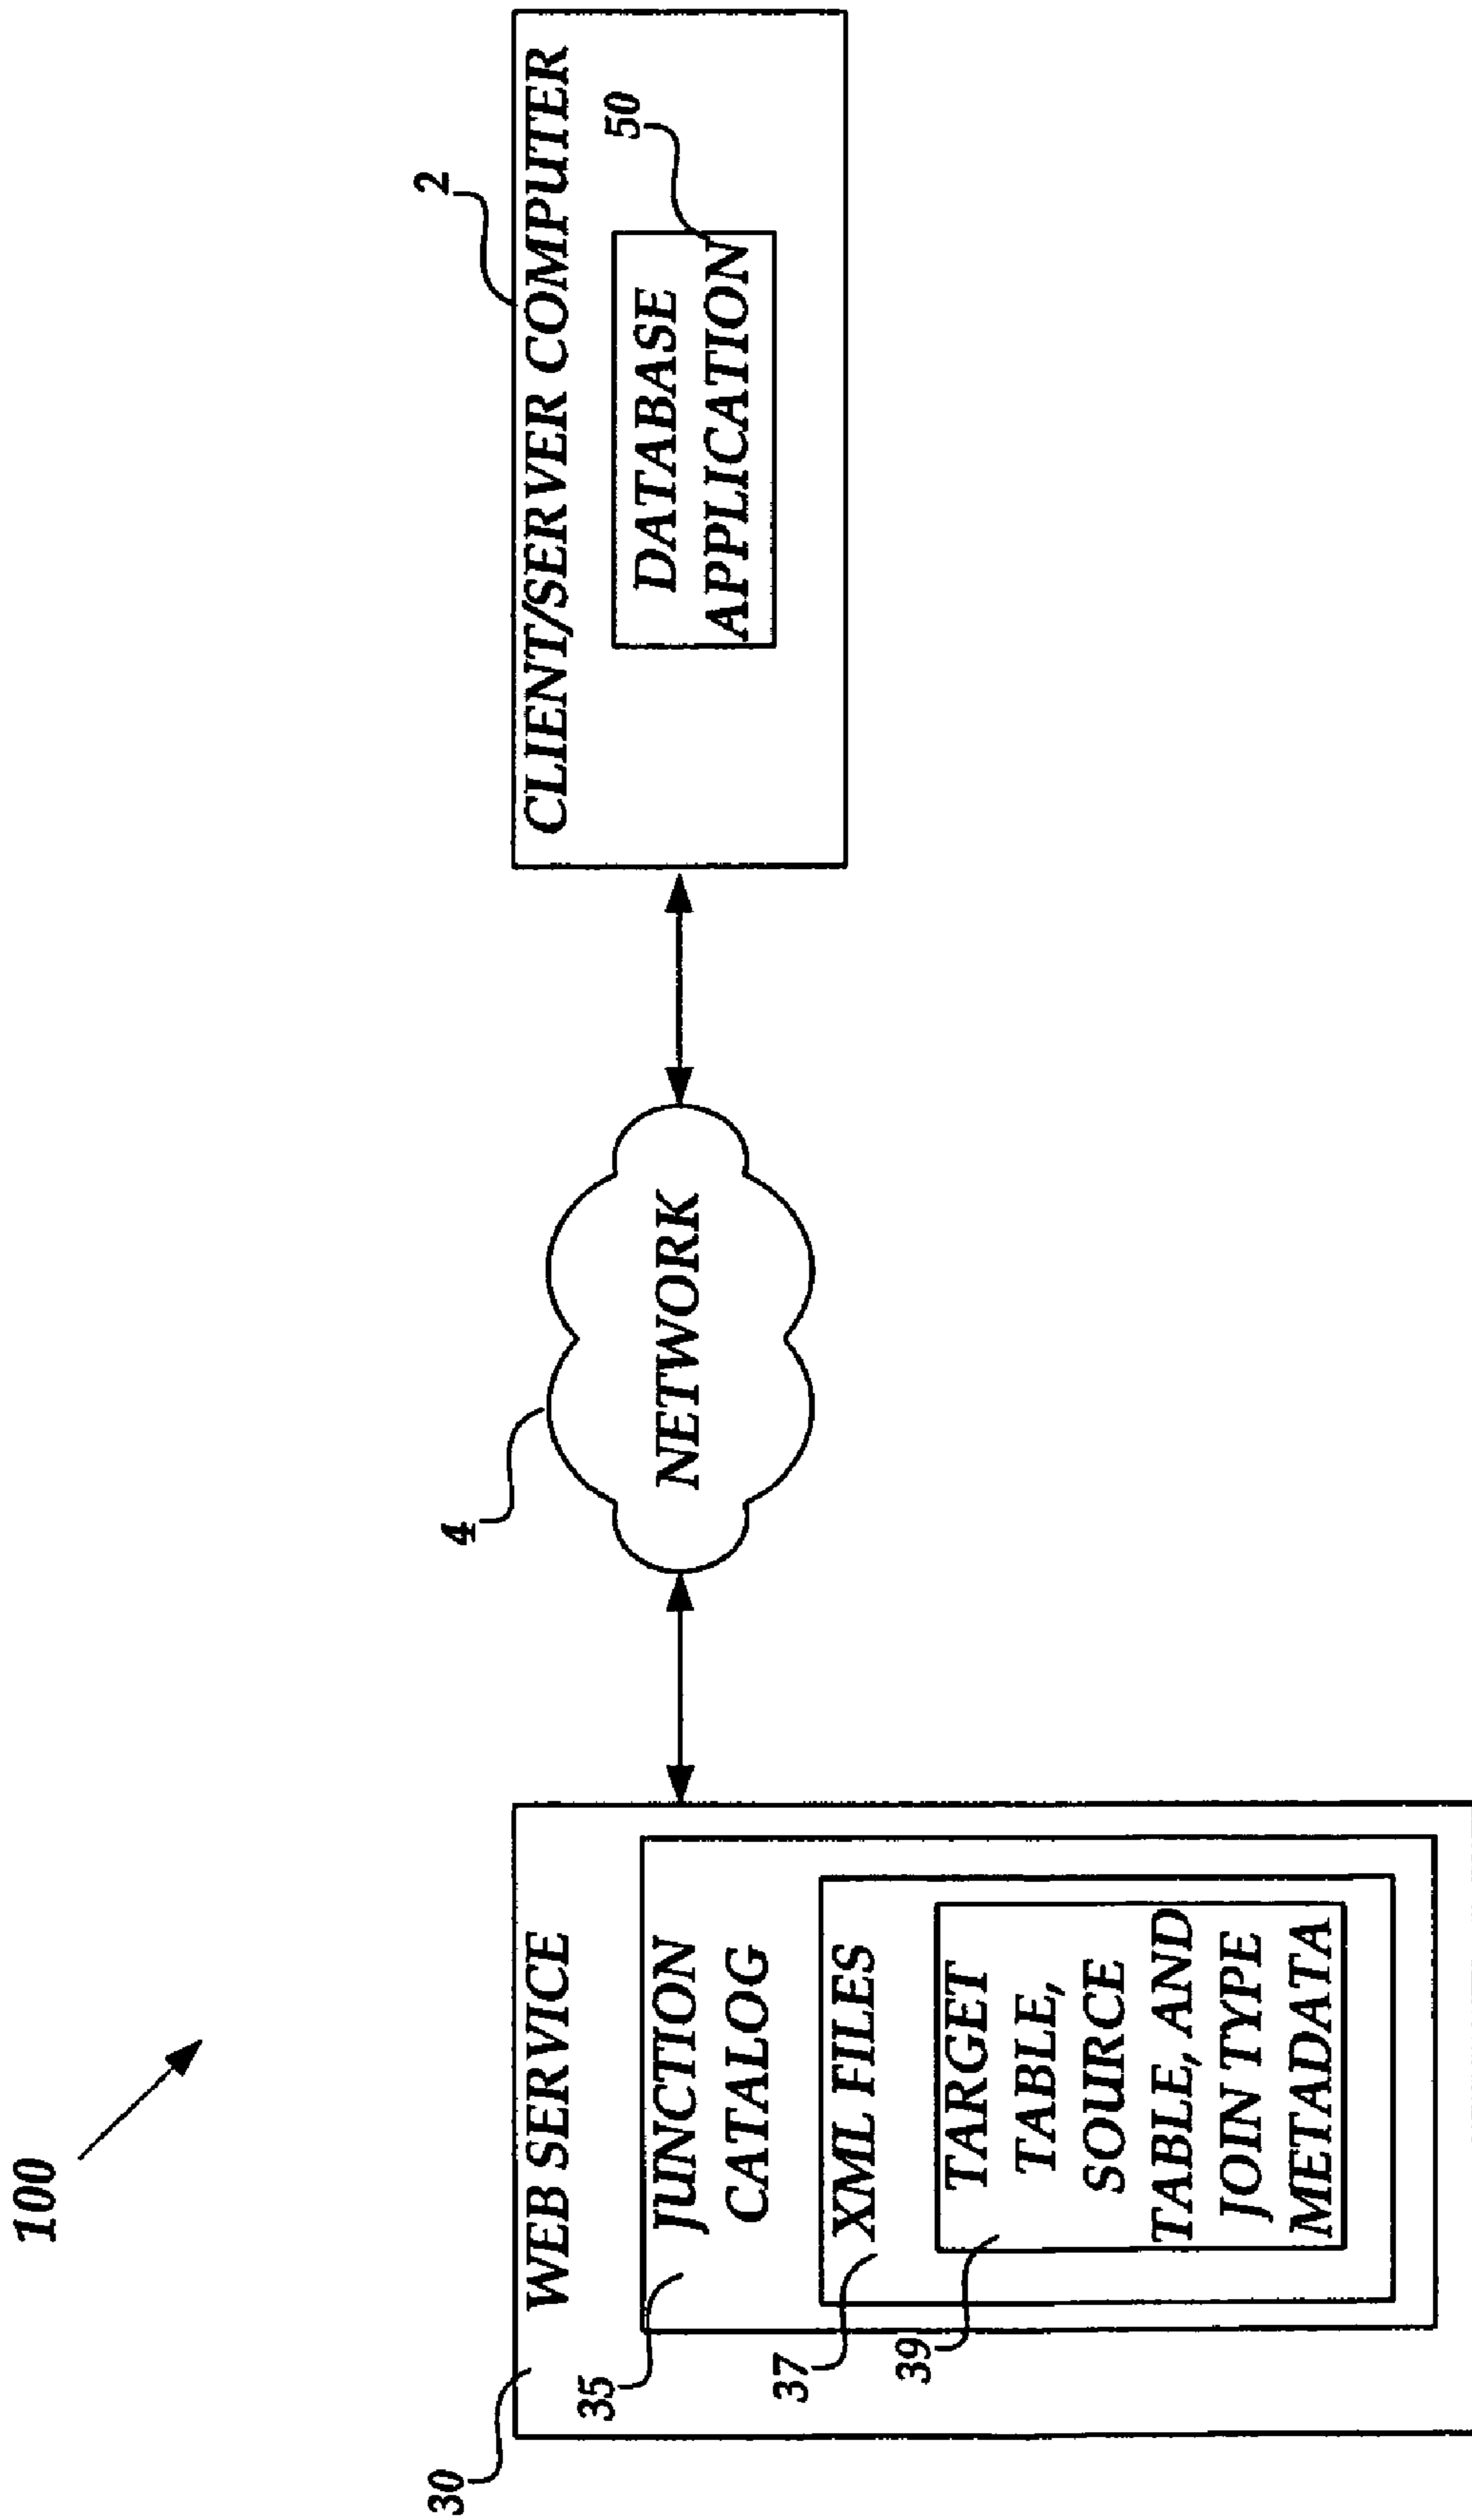 100
30
WEB SERVICE
35
JUNCTION
CATALOG
37
XML FILES
39
TARGET
TABLE,
SOURCE
TABLE, AND
JOIN TYPE
METADATA
4
NETWORK
2
CLIENT/SERVER COMPUTER
50
DATABASE
APPLICATION